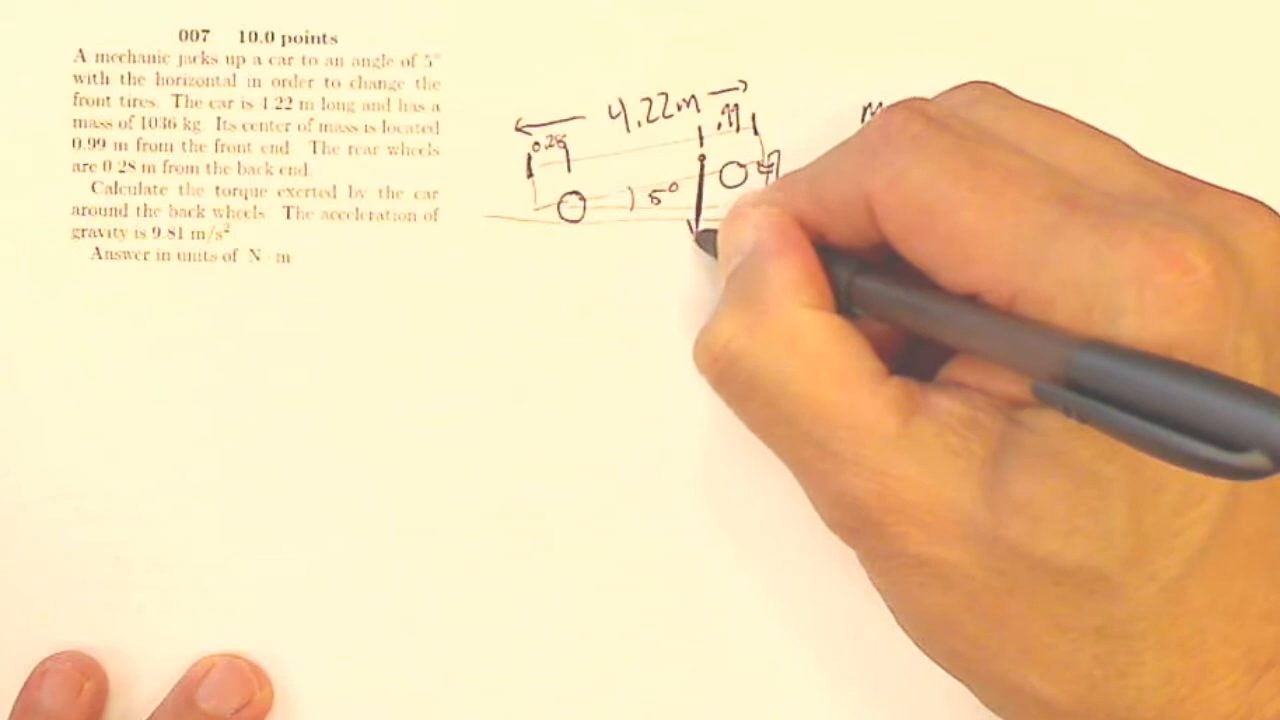 007 10.0 points
A mechanic jacks up a car to an angle of 5°
with the horizontal in order to change the
front tires. The car is 4.22 m long and has a
mass of 1036 kg. Its center of mass is located
0.99 m from the front end. The rear wheels
are 0.28 m from the back end.
Calculate the torque exerted by the car
around the back wheels. The acceleration of
gravity is 9.81 m/s²
Answer in units of N m
4.22m
.99
0.28
5°
m